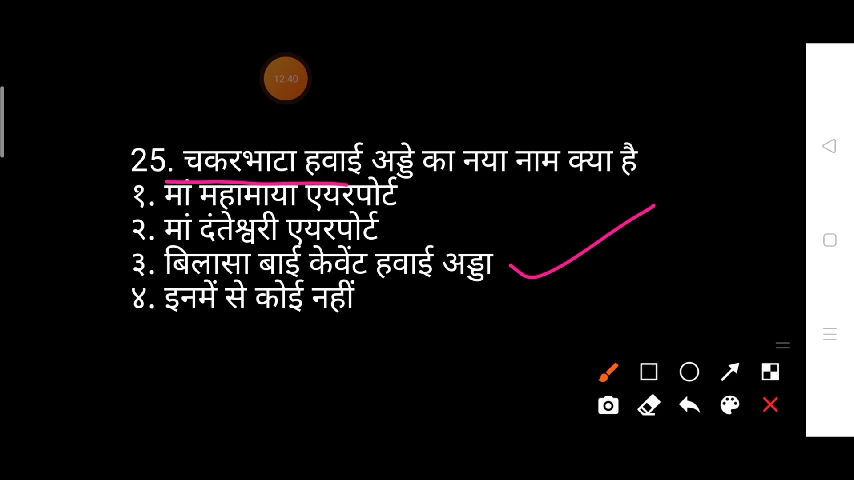 12:40
25. चकरभाटा हवाई अड्डे का नया नाम क्या है
१. मां महामाया एयरपोर्ट
२. मां दंतेश्वरी एयरपोर्ट
३. बिलासा बाई केवेंट हवाई अड्डा
४. इनमें से कोई नहीं